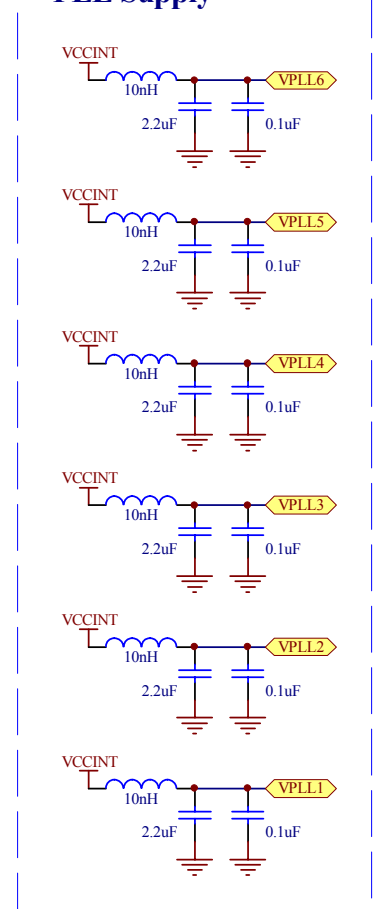 PLL Supply
VCCINT
10nH
VPLL6
2.2uF
0.1uF
VCCINT
10nH
VPLL5
2.2uF
0.1uF
VCCINT
10nH
VPLL4
2.2uF
0.1uF
VCCINT
10nH
VPLL3
2.2uF
0.1uF
VCCINT
10nH
VPLL2
2.2uF
0.1uF
VCCINT
10nH
VPLL1
2.2uF
0.1uF